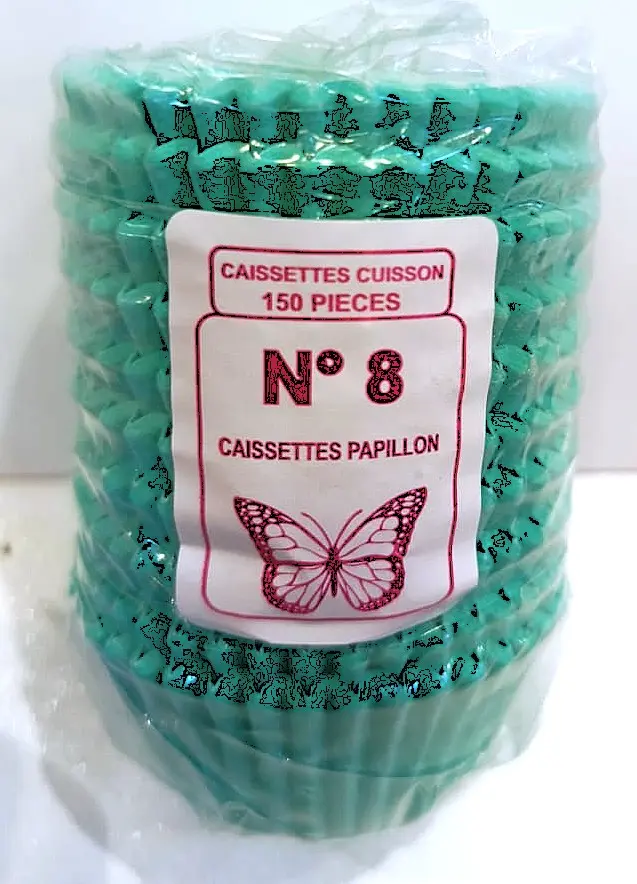 CAISSETTES CUISSON
150 PIECES
N° 8
CAISSETTES PAPILLON